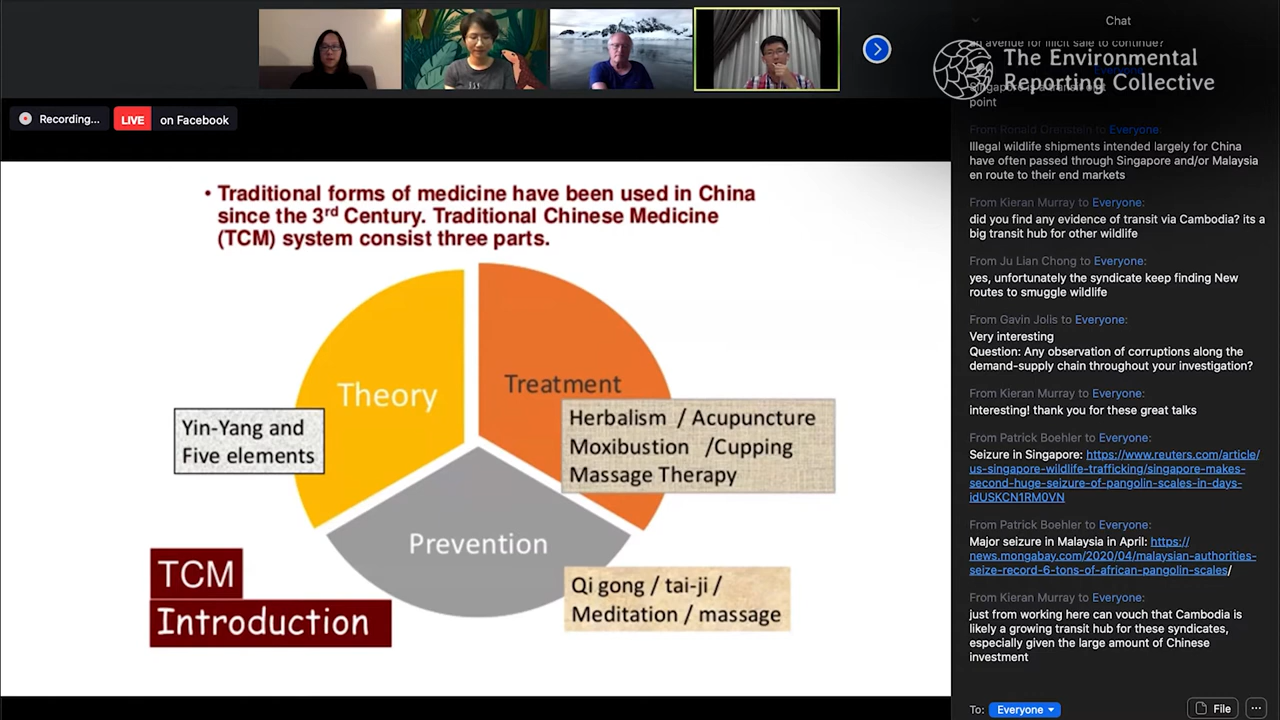 Recording...
LIVE
on Facebook
• Traditional forms of medicine have been used in China
since the 3rd Century. Traditional Chinese Medicine
(TCM) system consist three parts.
Theory
Treatment
Yin-Yang and
Five elements
Herbalism / Acupuncture
Moxibustion /Cupping
Massage Therapy
Prevention
Qi gong / tai-ji /
Meditation / massage
TCM
Introduction
Chat
The Environmental
Reporting Collective
an avenue for illicit sale to continue?
Everyone:
Singapore is a transit
point
From Ronald Orenstein to Everyone:
Illegal wildlife shipments intended largely for China
have often passed through Singapore and/or Malaysia
en route to their end markets
From Kieran Murray to Everyone:
did you find any evidence of transit via Cambodia? its a
big transit hub for other wildlife
From Ju Lian Chong to Everyone:
yes, unfortunately the syndicate keep finding New
routes to smuggle wildlife
From Gavin Jolis to Everyone:
Very interesting
Question: Any observation of corruptions along the
demand-supply chain throughout your investigation?
From Kieran Murray to Everyone:
interesting! thank you for these great talks
From Patrick Boehler to Everyone:
Seizure in Singapore: https://www.reuters.com/article/
us-singapore-wildlife-trafficking/singapore-makes-
second-huge-seizure-of-pangolin-scales-in-days-
idUSKCN1RM0VN
From Patrick Boehler to Everyone:
Major seizure in Malaysia in April: https://
news.mongabay.com/2020/04/malaysian-authorities-
seize-record-6-tons-of-african-pangolin-scales/
From Kieran Murray to Everyone:
just from working here can vouch that Cambodia is
likely a growing transit hub for these syndicates,
especially given the large amount of Chinese
investment
To: Everyone
File